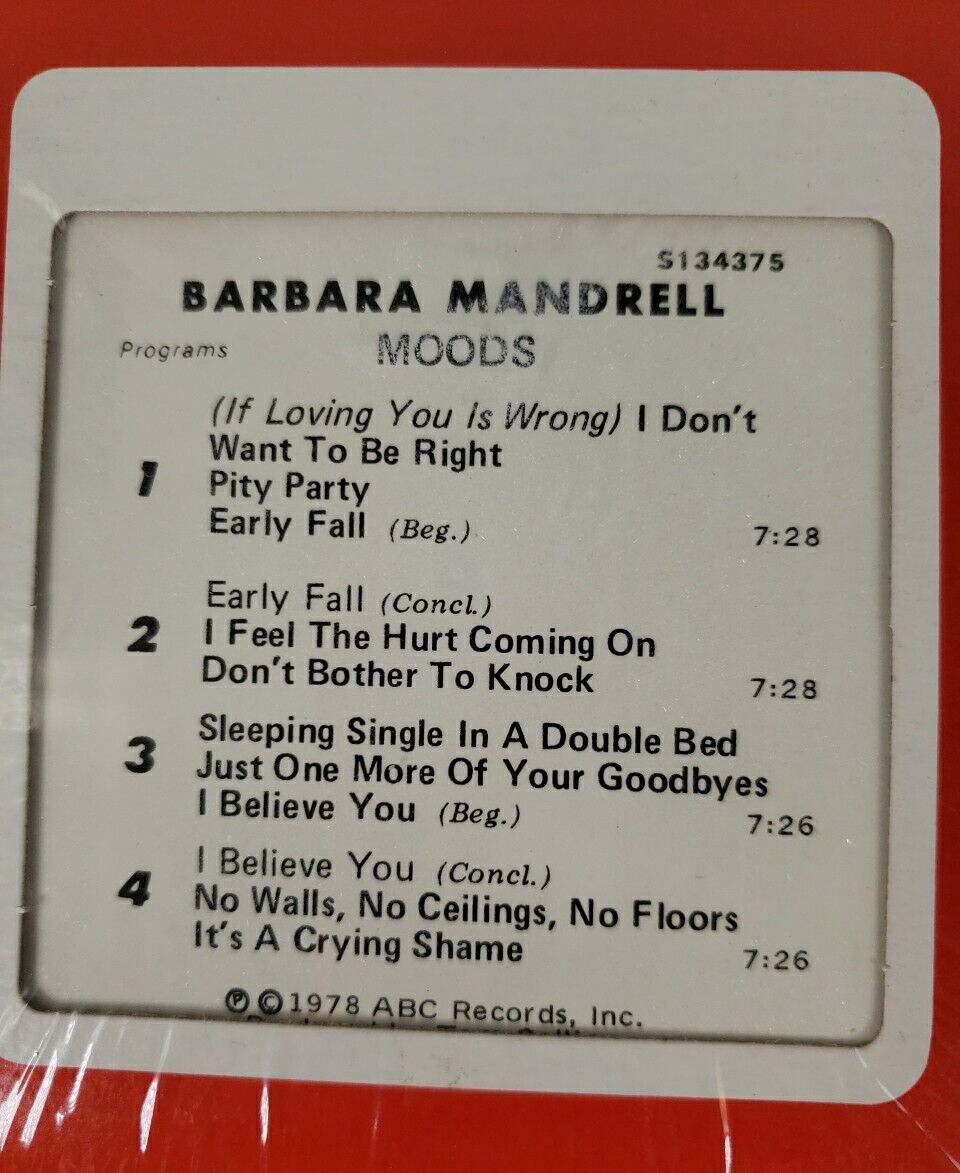 S134375
BARBARA MANDRELL
Programs
MOODS
(If Loving You is Wrong) I Don't
Want To Be Right
1
Pity Party
Early Fall (Beg.)
7:28
Early Fall (Concl.)
2
I Feel The Hurt Coming On
Don't Bother To Knock
7:28
Sleeping Single In A Double Bed
3
Just One More Of Your Goodbyes
I Believe You (Beg.)
7:26
I Believe You (Concl.)
4
No Walls, No Ceilings, No Floors
It's A Crying Shame
7:26
℗©1978 ABC Records, Inc.